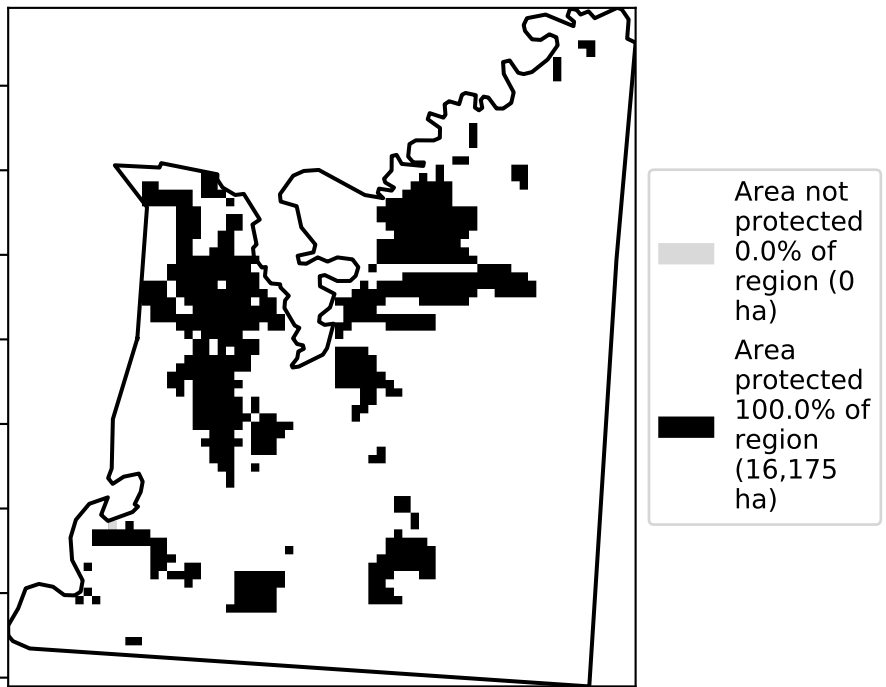 Area not
protected
0.0% of
region (0
ha)
Area
protected
100.0% of
region
(16,175
ha)